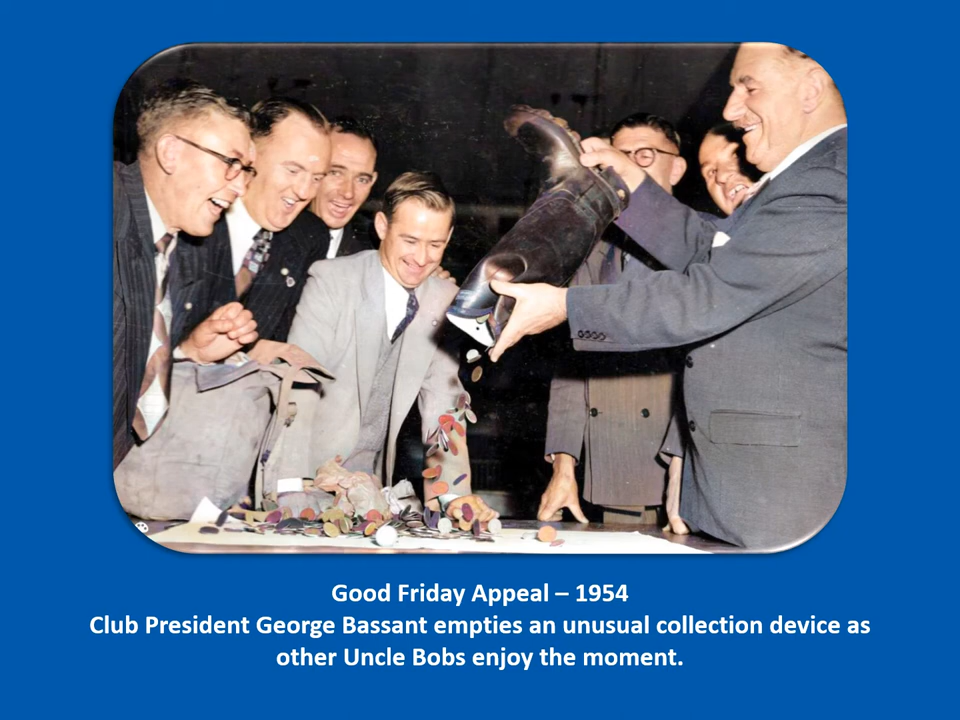 Good Friday Appeal – 1954
Club President George Bassant empties an unusual collection device as
other Uncle Bobs enjoy the moment.